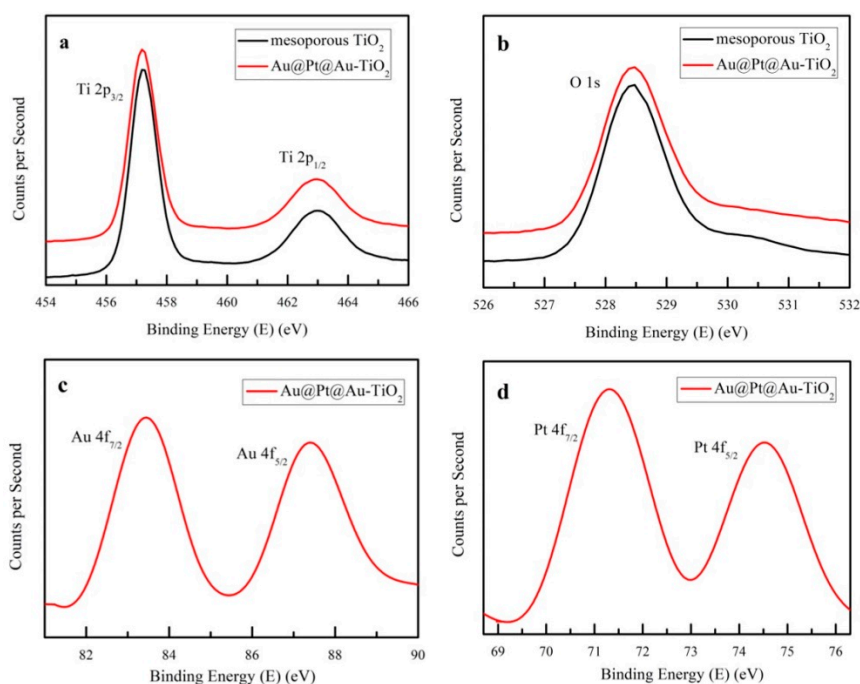 a
mesoporous TiO₂
Au@Pt@Au-TiO₂
Ti 2p₃/₂
Ti 2p₁/₂
Counts per Second
454 456 458 460 462 464 466
Binding Energy (E) (eV)
b
mesoporous TiO₂
Au@Pt@Au-TiO₂
O 1s
Counts per Second
526 527 528 529 530 531 532
Binding Energy (E) (eV)
c
Au@Pt@Au-TiO₂
Au 4f₇/₂
Au 4f₅/₂
Counts per Second
82 84 86 88 90
Binding Energy (E) (eV)
d
Au@Pt@Au-TiO₂
Pt 4f₇/₂
Pt 4f₅/₂
Counts per Second
69 70 71 72 73 74 75 76
Binding Energy (E) (eV)